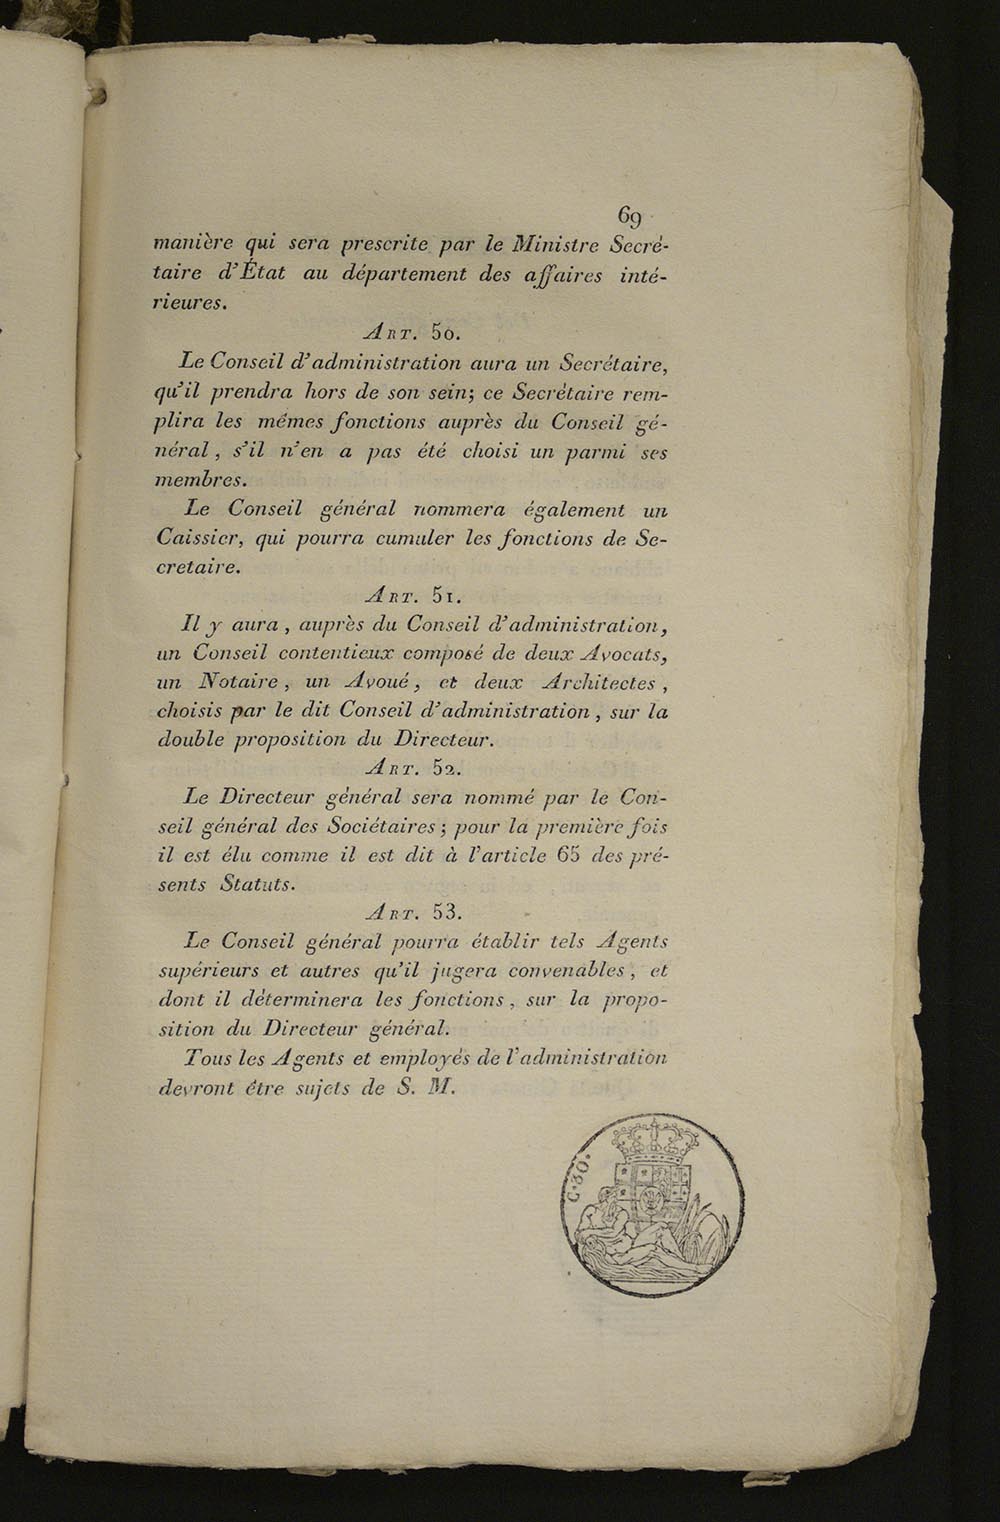 69
manière qui sera prescrite par le Ministre Secré-
taire d'État au département des affaires inté-
rieures.
ART. 50.
Le Conseil d'administration aura un Secrétaire,
qu'il prendra hors de son sein; ce Secrétaire rem-
plira les mêmes fonctions auprès du Conseil gé-
néral, s'il n'en a pas été choisi un parmi ses
membres.
Le Conseil général nommera également un
Caissier, qui pourra cumuler les fonctions de Se-
cretaire.
ART. 51.
Il y aura, auprès du Conseil d'administration,
un Conseil contentieux composé de deux Avocats,
un Notaire, un Avoué, et deux Architectes,
choisis par le dit Conseil d'administration, sur la
double proposition du Directeur.
ART. 52.
Le Directeur général sera nommé par le Con-
seil général des Sociétaires; pour la première fois
il est élu comme il est dit à l'article 65 des pré-
sents Statuts.
ART. 53.
Le Conseil général pourra établir tels Agents
supérieurs et autres qu'il jugera convenables, et
dont il déterminera les fonctions, sur la propo-
sition du Directeur général.
Tous les Agents et employés de l'administration
devront être sujets de S. M.
C. 30.